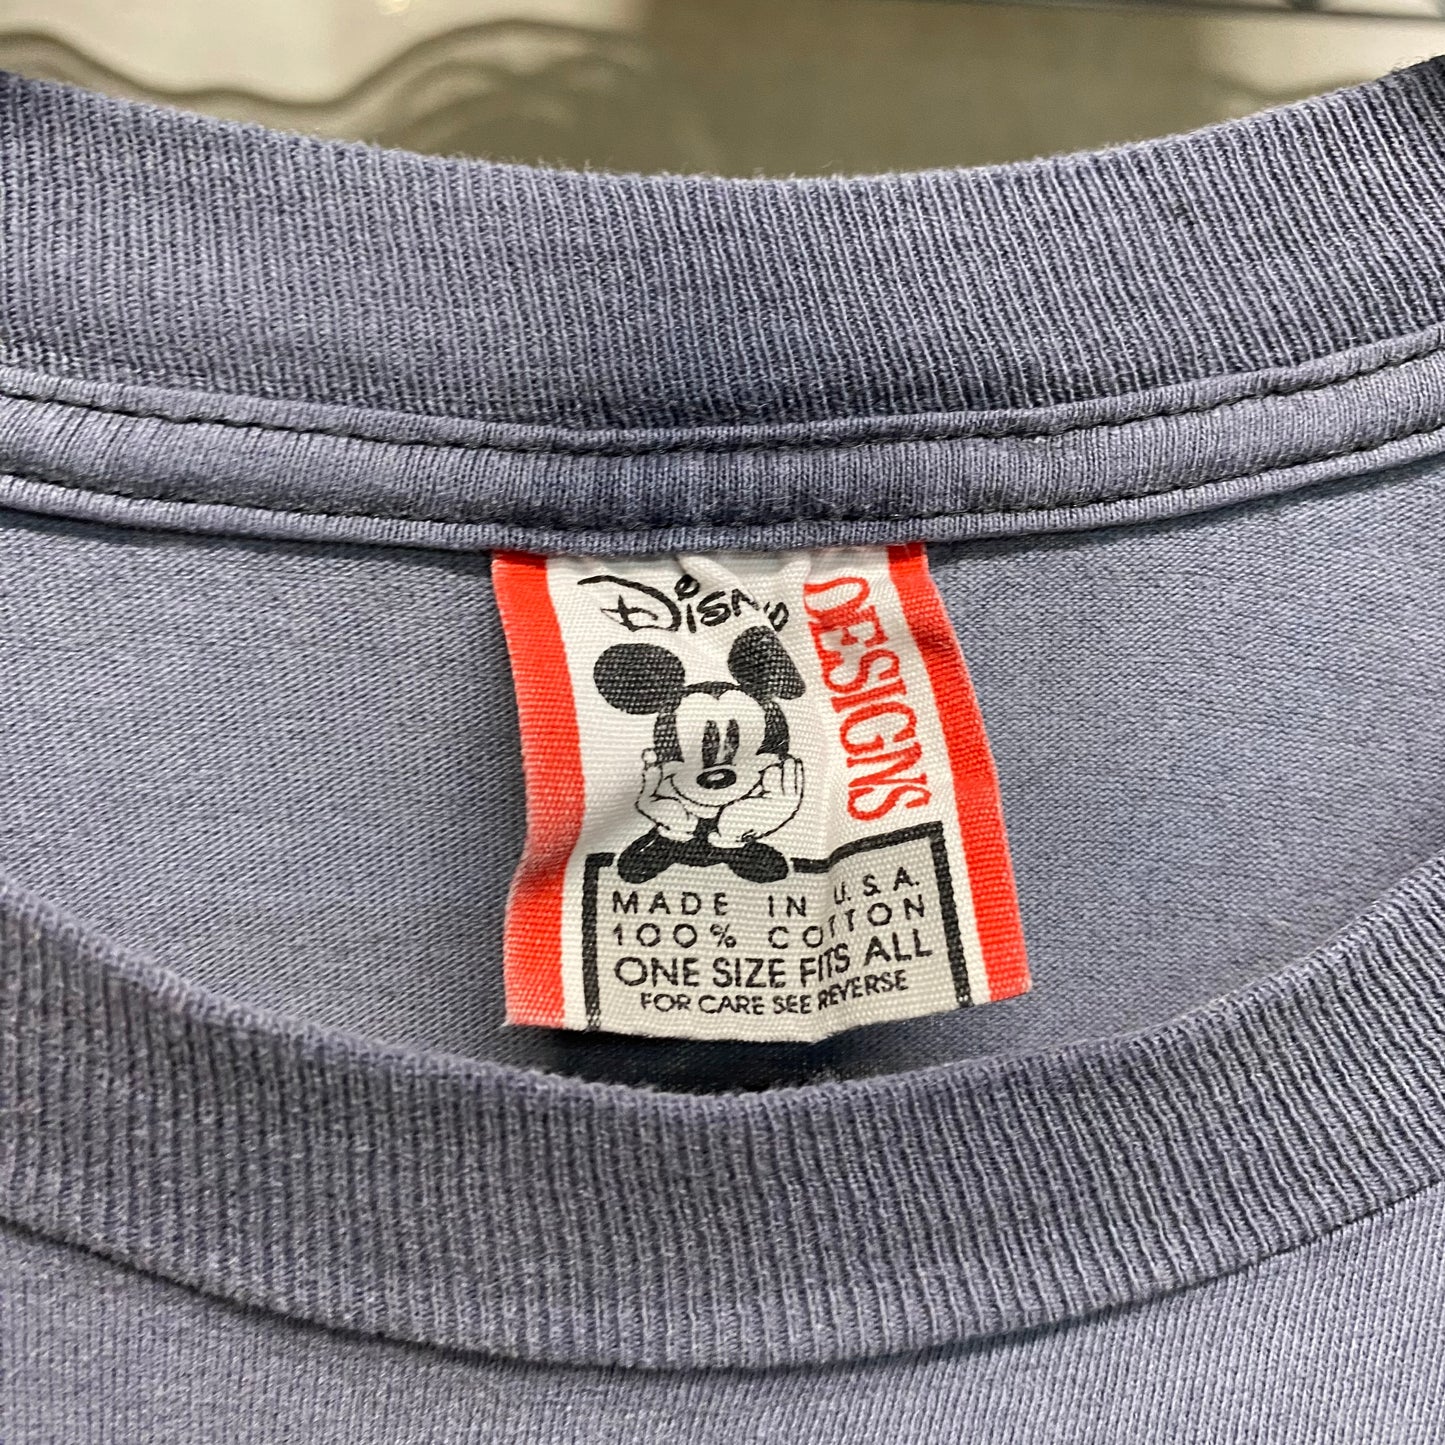 Disney
DESIGNS
MADE IN U.S.A.
100% COTTON
ONE SIZE FITS ALL
FOR CARE SEE REVERSE